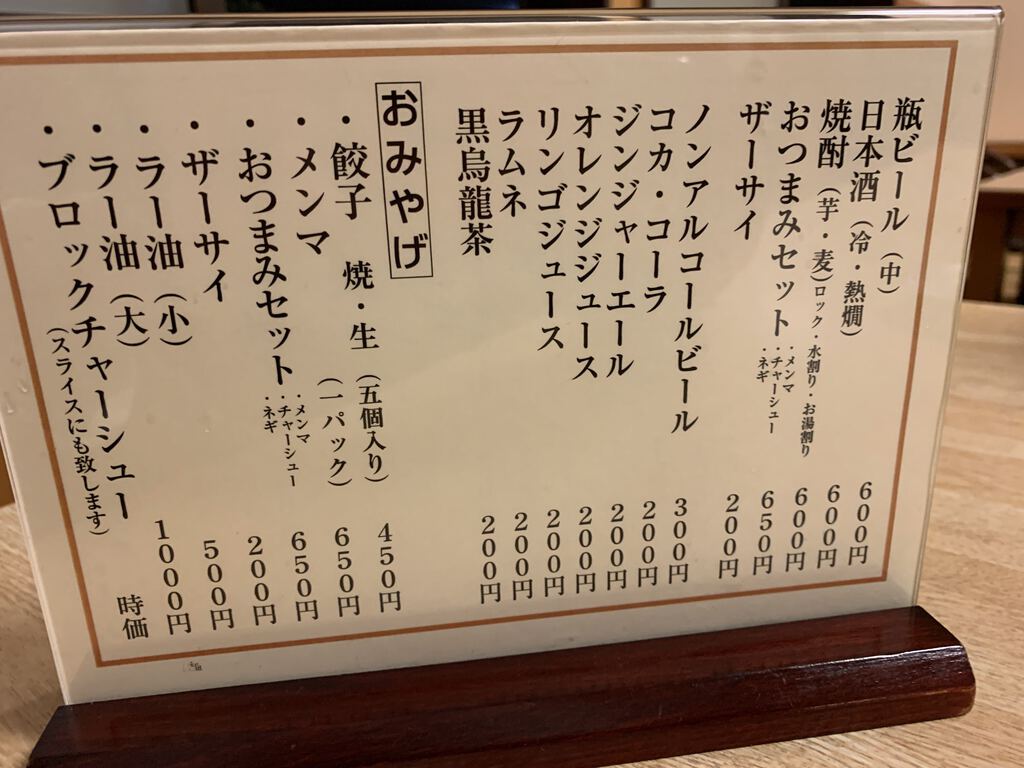 瓶ビール（中） 600円
日本酒（冷・熱燗） 600円
焼酎（芋・麦）ロック・水割り・お湯割り 600円
おつまみセット・メンマ・チャーシュー・ネギ 650円
ザーサイ 200円
ノンアルコールビール 300円
コカ・コーラ 200円
ジンジャーエール 200円
オレンジジュース 200円
リンゴジュース 200円
ラムネ 200円
黒烏龍茶 200円
おみやげ
・餃子 焼・生（五個入り） 450円
・メンマ（一パック） 650円
・おつまみセット・メンマ・チャーシュー・ネギ 650円
・ザーサイ 200円
・ラー油（小） 500円
・ラー油（大） 1000円
・ブロックチャーシュー（スライスにも致します） 時価